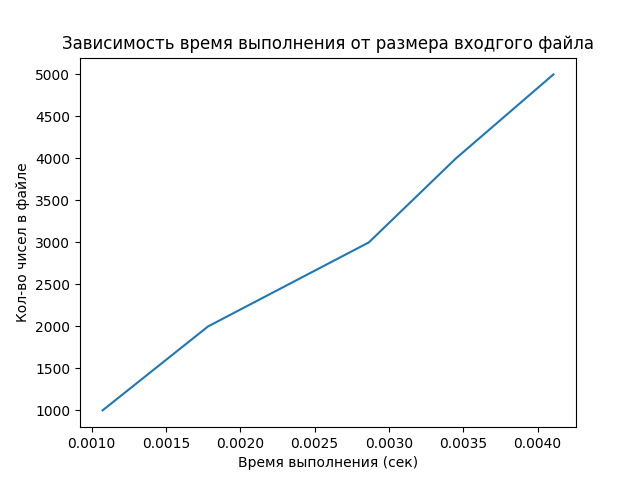 Зависимость время выполнения от размера входгого файла
5000
4500
4000
3500
3000
2500
2000
1500
1000
Кол-во чисел в файле
0.0010 0.0015 0.0020 0.0025 0.0030 0.0035 0.0040
Время выполнения (сек)